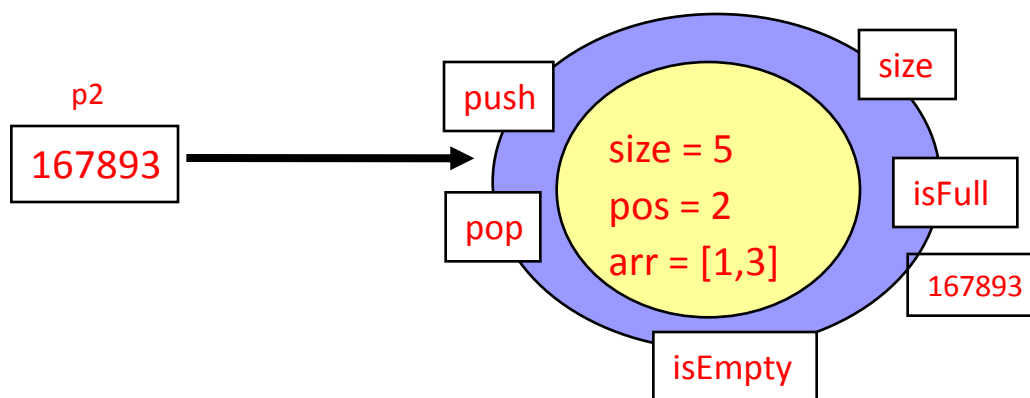 p2
167893
push
pop
size = 5
pos = 2
arr = [1,3]
size
isFull
167893
isEmpty